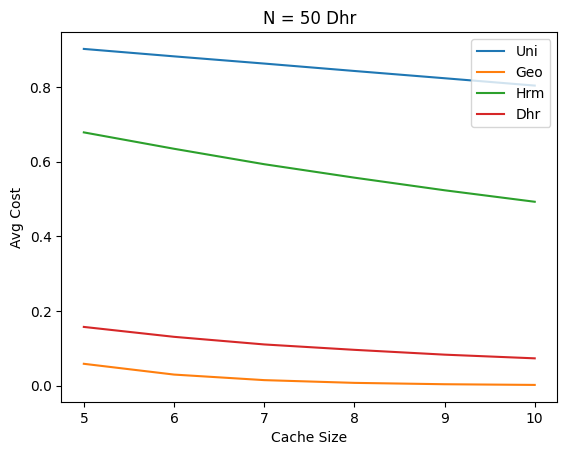 N = 50 Dhr
Uni
Geo
Hrm
Dhr
0.8
0.6
0.4
0.2
0.0
Avg Cost
5 6 7 8 9 10
Cache Size